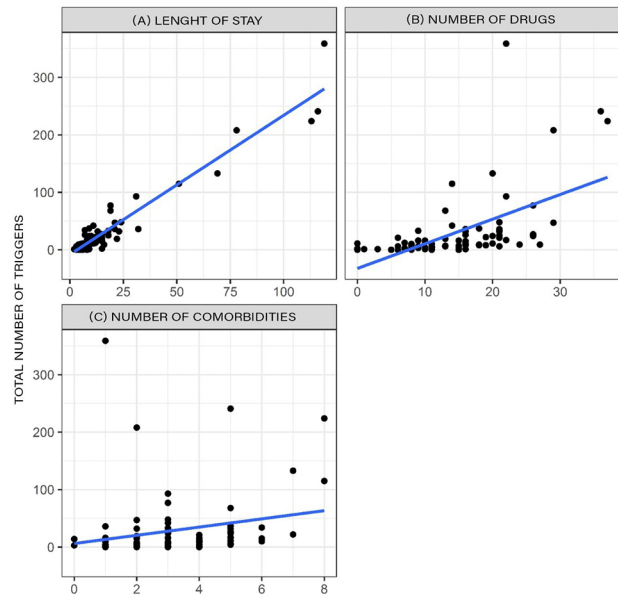 (A) LENGHT OF STAY
(B) NUMBER OF DRUGS
300
200
100
0
0 25 50 75 100
0 10 20 30
TOTAL NUMBER OF TRIGGERS
(C) NUMBER OF COMORBIDITIES
300
200
100
0
0 2 4 6 8